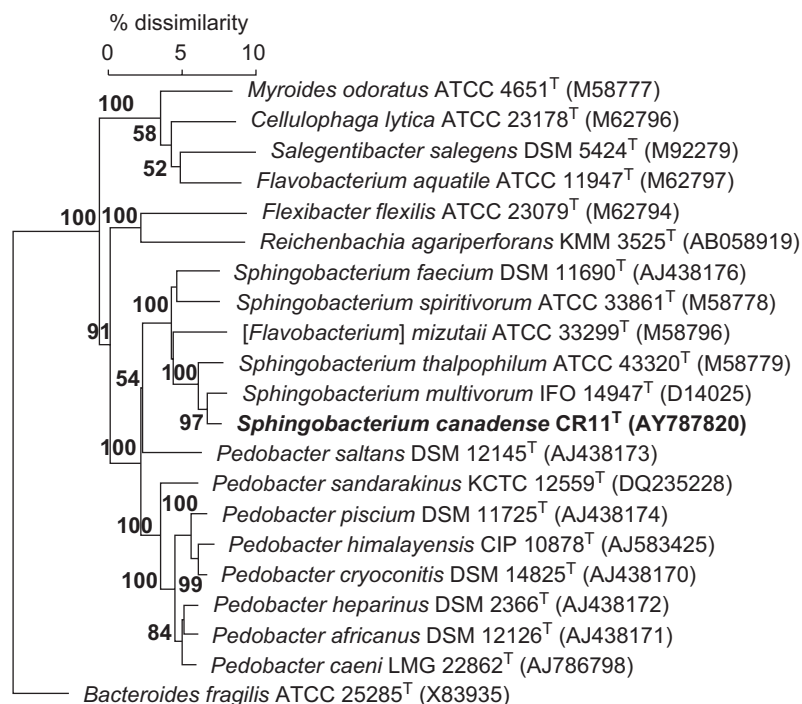 % dissimilarity
0 5 10
Myroides odoratus ATCC 4651T (M58777)
100
Cellulophaga lytica ATCC 23178T (M62796)
58
Salegentibacter salegens DSM 5424T (M92279)
52
Flavobacterium aquatile ATCC 11947T (M62797)
100 100
Flexibacter flexilis ATCC 23079T (M62794)
Reichenbachia agariperforans KMM 3525T (AB058919)
Sphingobacterium faecium DSM 11690T (AJ438176)
100
Sphingobacterium spiritivorum ATCC 33861T (M58778)
91
[Flavobacterium] mizutaii ATCC 33299T (M58796)
Sphingobacterium thalpophilum ATCC 43320T (M58779)
54 100
Sphingobacterium multivorum IFO 14947T (D14025)
97
Sphingobacterium canadense CR11T (AY787820)
100
Pedobacter saltans DSM 12145T (AJ438173)
Pedobacter sandarakinus KCTC 12559T (DQ235228)
100
Pedobacter piscium DSM 11725T (AJ438174)
100
Pedobacter himalayensis CIP 10878T (AJ583425)
100 99
Pedobacter cryoconitis DSM 14825T (AJ438170)
Pedobacter heparinus DSM 2366T (AJ438172)
84
Pedobacter africanus DSM 12126T (AJ438171)
Pedobacter caeni LMG 22862T (AJ786798)
Bacteroides fragilis ATCC 25285T (X83935)